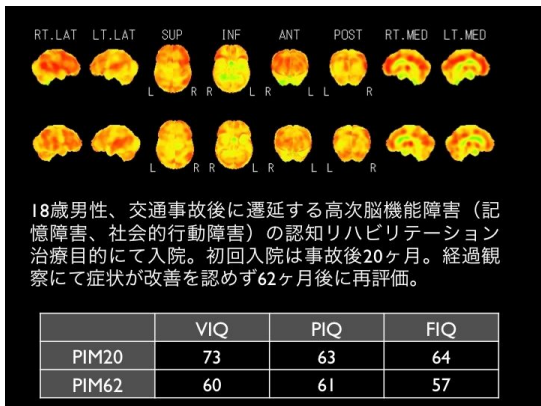 RT.LAT LT.LAT SUP INF ANT POST RT.MED LT.MED
L R R L R L L R
L R R L R L L R
18歳男性、交通事故後に遷延する高次脳機能障害（記
憶障害、社会的行動障害）の認知リハビリテーション
治療目的にて入院。初回入院は事故後20ヶ月。経過観
察にて症状が改善を認めず62ヶ月後に再評価。
VIQ PIQ FIQ
PIM20 73 63 64
PIM62 60 61 57